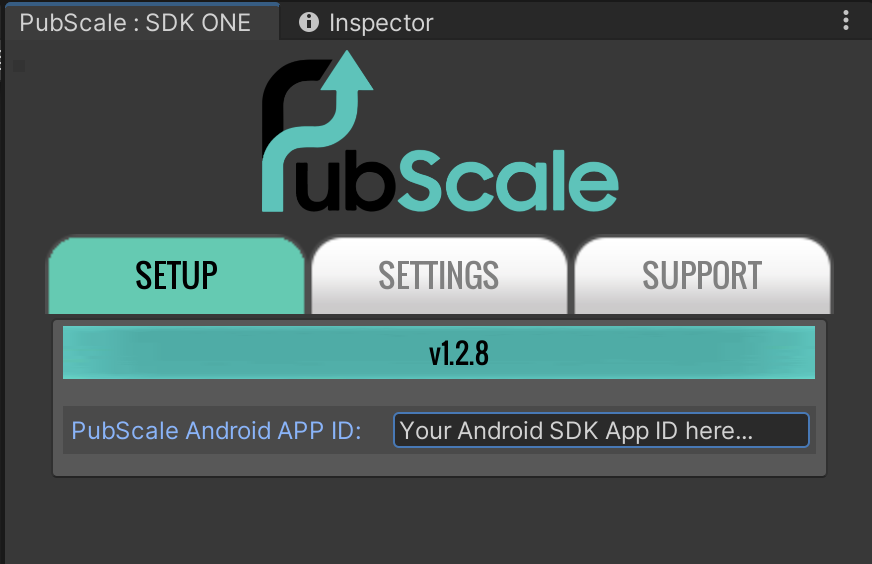 PubScale : SDK ONE
Inspector
PubScale
SETUP
SETTINGS
SUPPORT
v1.2.8
PubScale Android APP ID:
Your Android SDK App ID here...